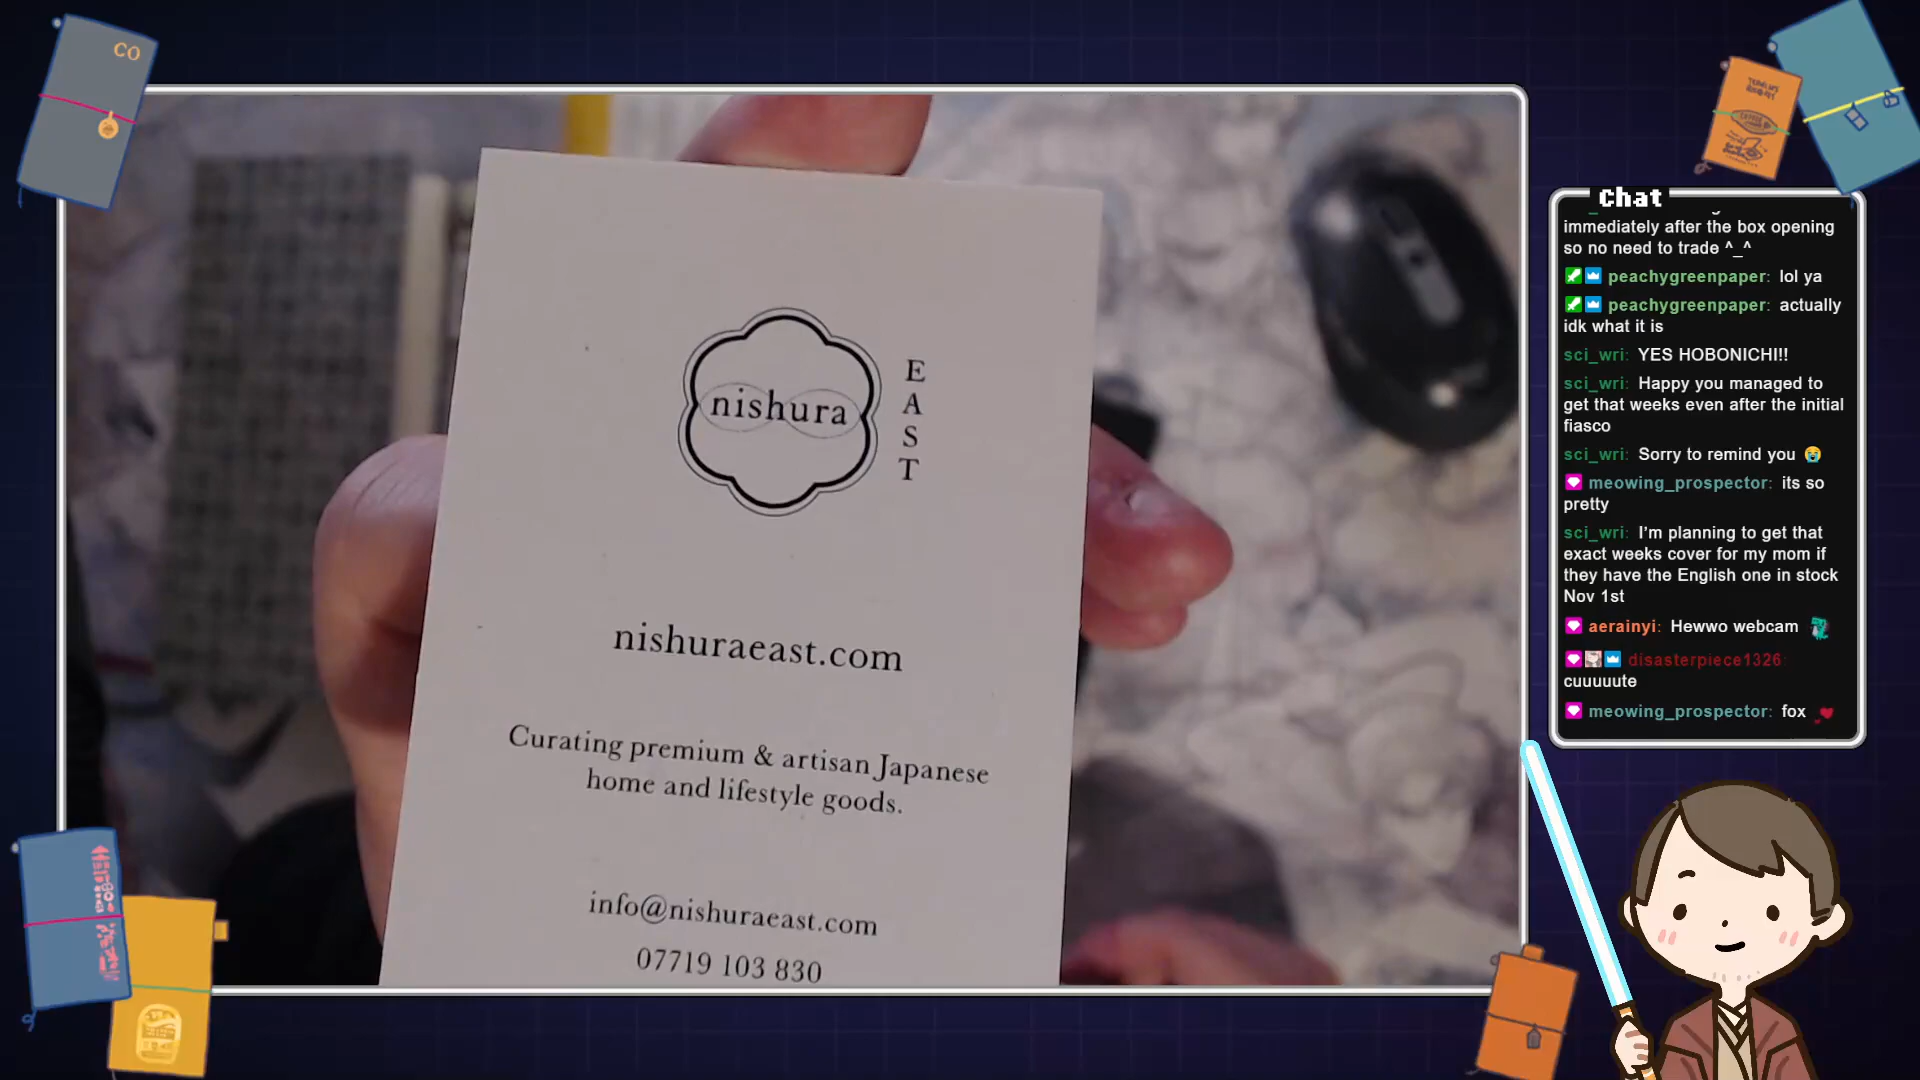 CO
nishura
EAST
nishuraeast.com
Curating premium & artisan Japanese
home and lifestyle goods.
info@nishuraeast.com
07719 103 830
chat
immediately after the box opening
so no need to trade ^_^
peachygreenpaper: lol ya
peachygreenpaper: actually
idk what it is
sci_wri: YES HOBONICHI!!
sci_wri: Happy you managed to
get that weeks even after the initial
fiasco
sci_wri: Sorry to remind you 😭
meowing_prospector: its so
pretty
sci_wri: I’m planning to get that
exact weeks cover for my mom if
they have the English one in stock
Nov 1st
aerainyi: Hewwo webcam
disasterpiece1326:
cuuuuute
meowing_prospector: fox